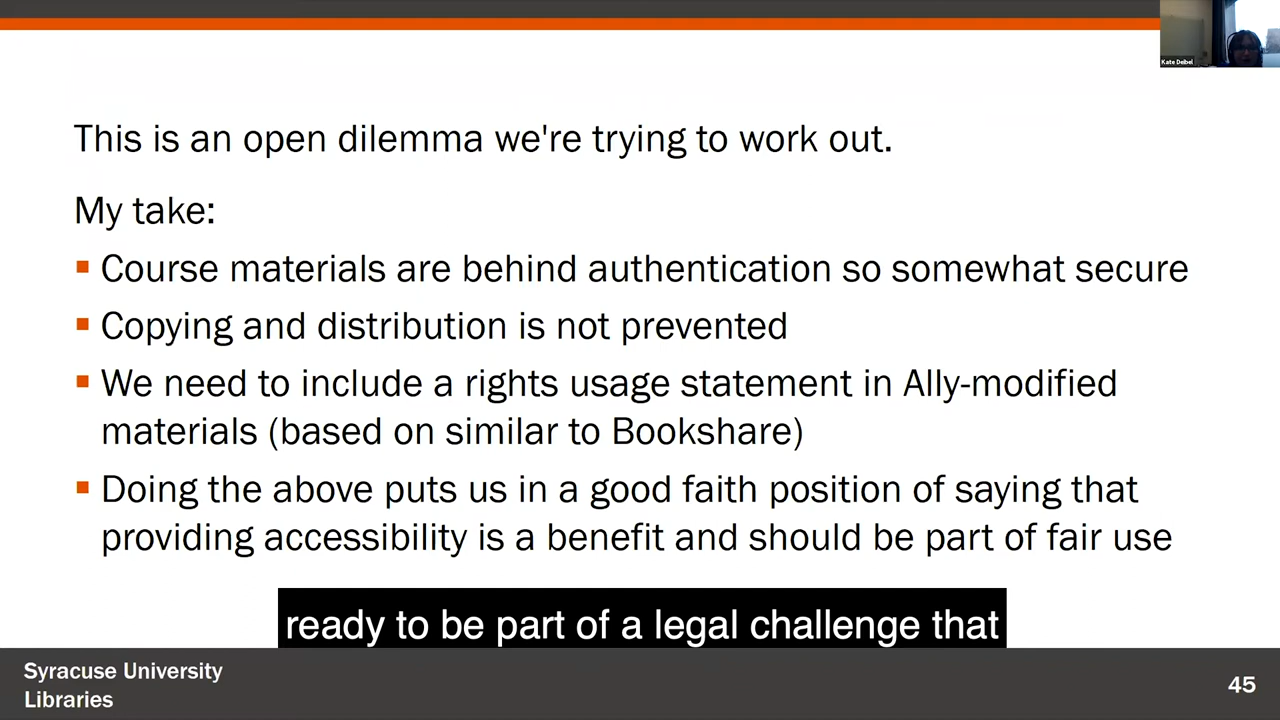 Kate Deibel
This is an open dilemma we're trying to work out.
My take:
Course materials are behind authentication so somewhat secure
Copying and distribution is not prevented
We need to include a rights usage statement in Ally-modified
materials (based on similar to Bookshare)
Doing the above puts us in a good faith position of saying that
providing accessibility is a benefit and should be part of fair use
ready to be part of a legal challenge that
Syracuse University
Libraries
45